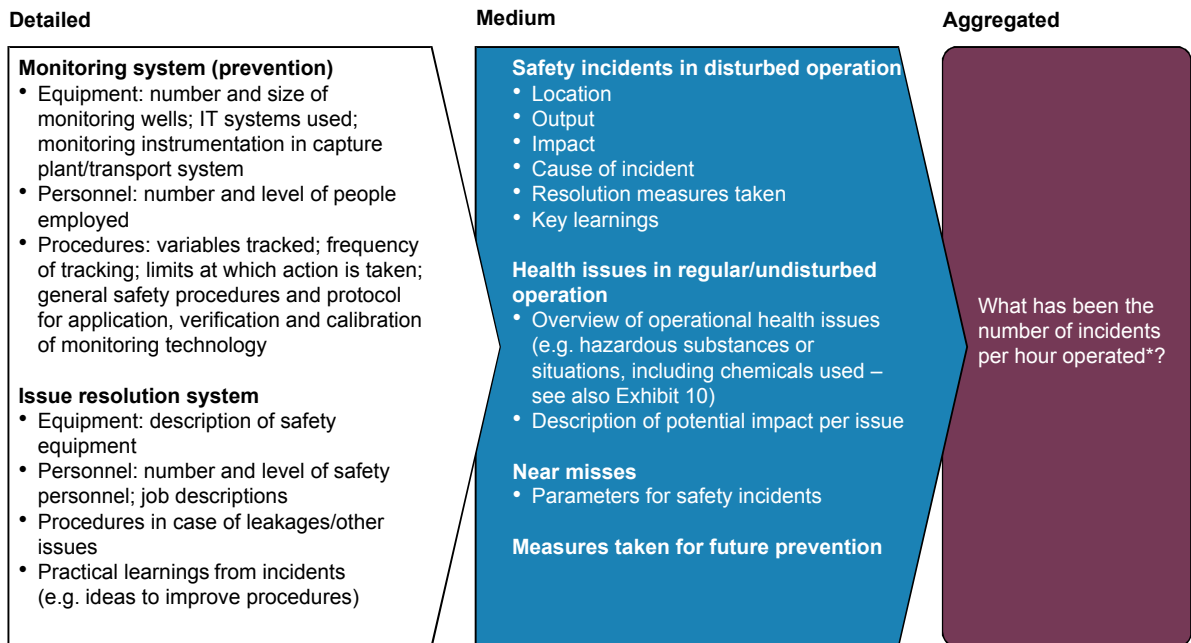 Detailed
Monitoring system (prevention)
• Equipment: number and size of
monitoring wells; IT systems used;
monitoring instrumentation in capture
plant/transport system
• Personnel: number and level of people
employed
• Procedures: variables tracked; frequency
of tracking; limits at which action is taken;
general safety procedures and protocol
for application, verification and calibration
of monitoring technology
Issue resolution system
• Equipment: description of safety
equipment
• Personnel: number and level of safety
personnel; job descriptions
• Procedures in case of leakages/other
issues
• Practical learnings from incidents
(e.g. ideas to improve procedures)
Medium
Safety incidents in disturbed operation
• Location
• Output
• Impact
• Cause of incident
• Resolution measures taken
• Key learnings
Health issues in regular/undisturbed
operation
• Overview of operational health issues
(e.g. hazardous substances or
situations, including chemicals used –
see also Exhibit 10)
• Description of potential impact per issue
Near misses
• Parameters for safety incidents
Measures taken for future prevention
Aggregated
What has been the
number of incidents
per hour operated*?